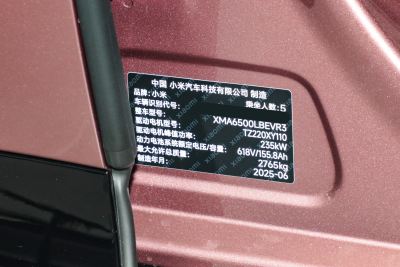 中国 小米汽车科技有限公司 制造
品牌:小米
车辆识别代号: 乘坐人数:5
整车型号: XMA6500LBEVR3
驱动电机型号: TZ220XY110
驱动电机峰值功率: 235kW
动力电池系统额定电压/容量: 618V/155.8Ah
最大允许总质量: 2765kg
制造年月: 2025-06